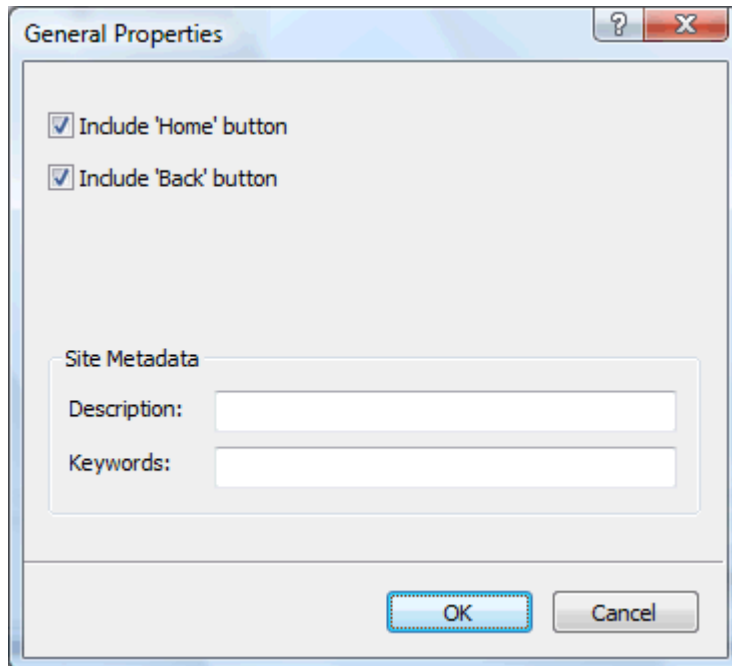 General Properties
Include 'Home' button
Include 'Back' button
Site Metadata
Description:
Keywords:
OK Cancel